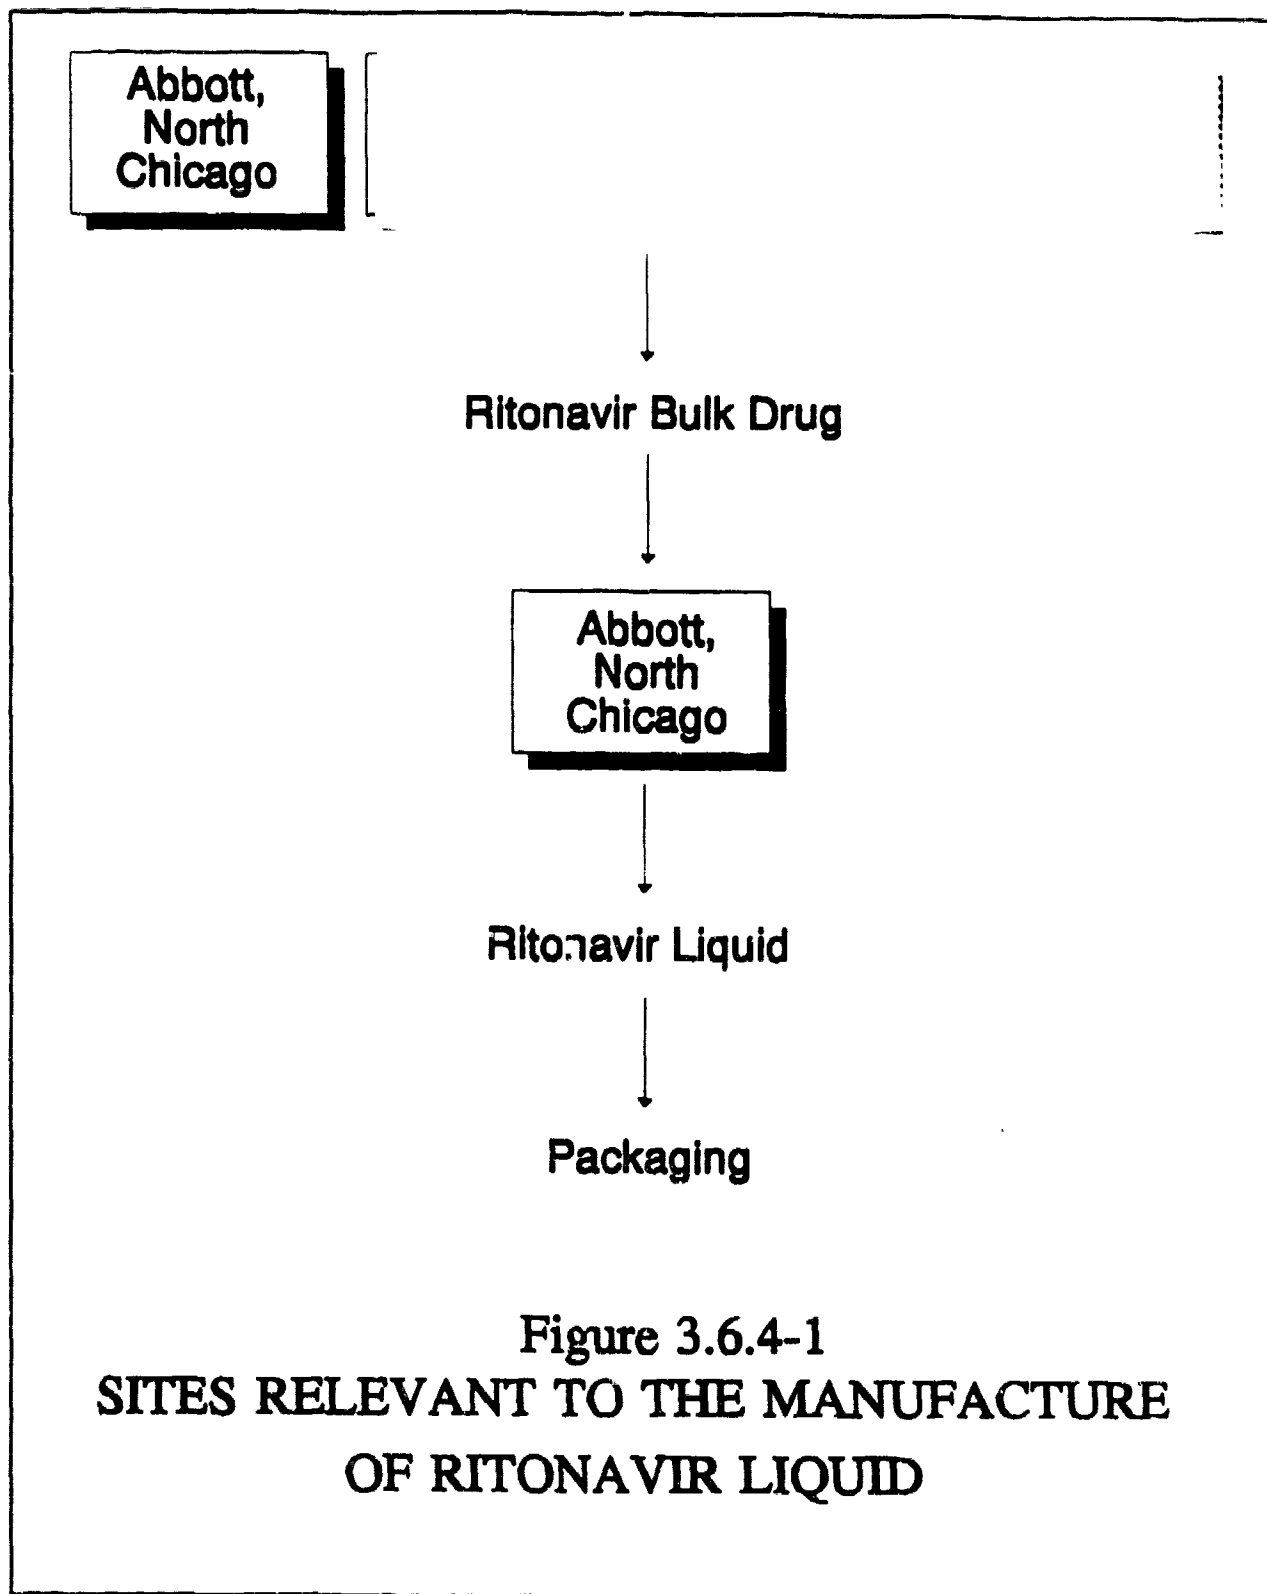 Abbott,
North
Chicago
Ritonavir Bulk Drug
Abbott,
North
Chicago
Ritonavir Liquid
Packaging
Figure 3.6.4-1
SITES RELEVANT TO THE MANUFACTURE
OF RITONAVIR LIQUID